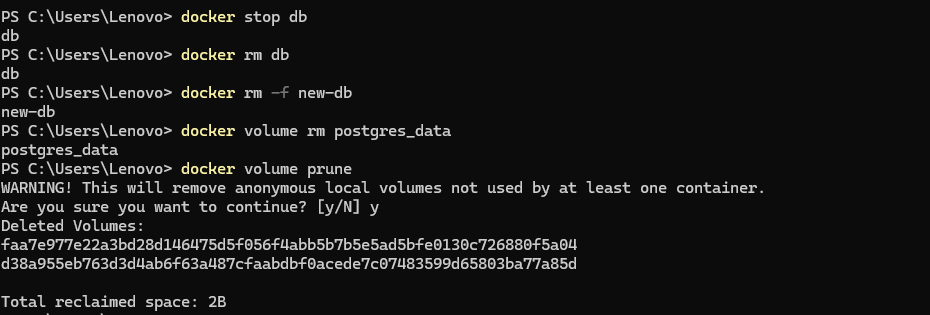 PS C:\Users\Lenovo> docker stop db
db
PS C:\Users\Lenovo> docker rm db
db
PS C:\Users\Lenovo> docker rm -f new-db
new-db
PS C:\Users\Lenovo> docker volume rm postgres_data
postgres_data
PS C:\Users\Lenovo> docker volume prune
WARNING! This will remove anonymous local volumes not used by at least one container.
Are you sure you want to continue? [y/N] y
Deleted Volumes:
faa7e977e22a3bd28d146475d5f056f4abb5b7b5e5ad5bfe0130c726880f5a04
d38a955eb763d3d4ab6f63a487cfaabdbf0acede7c07483599d65803ba77a85d
Total reclaimed space: 2B